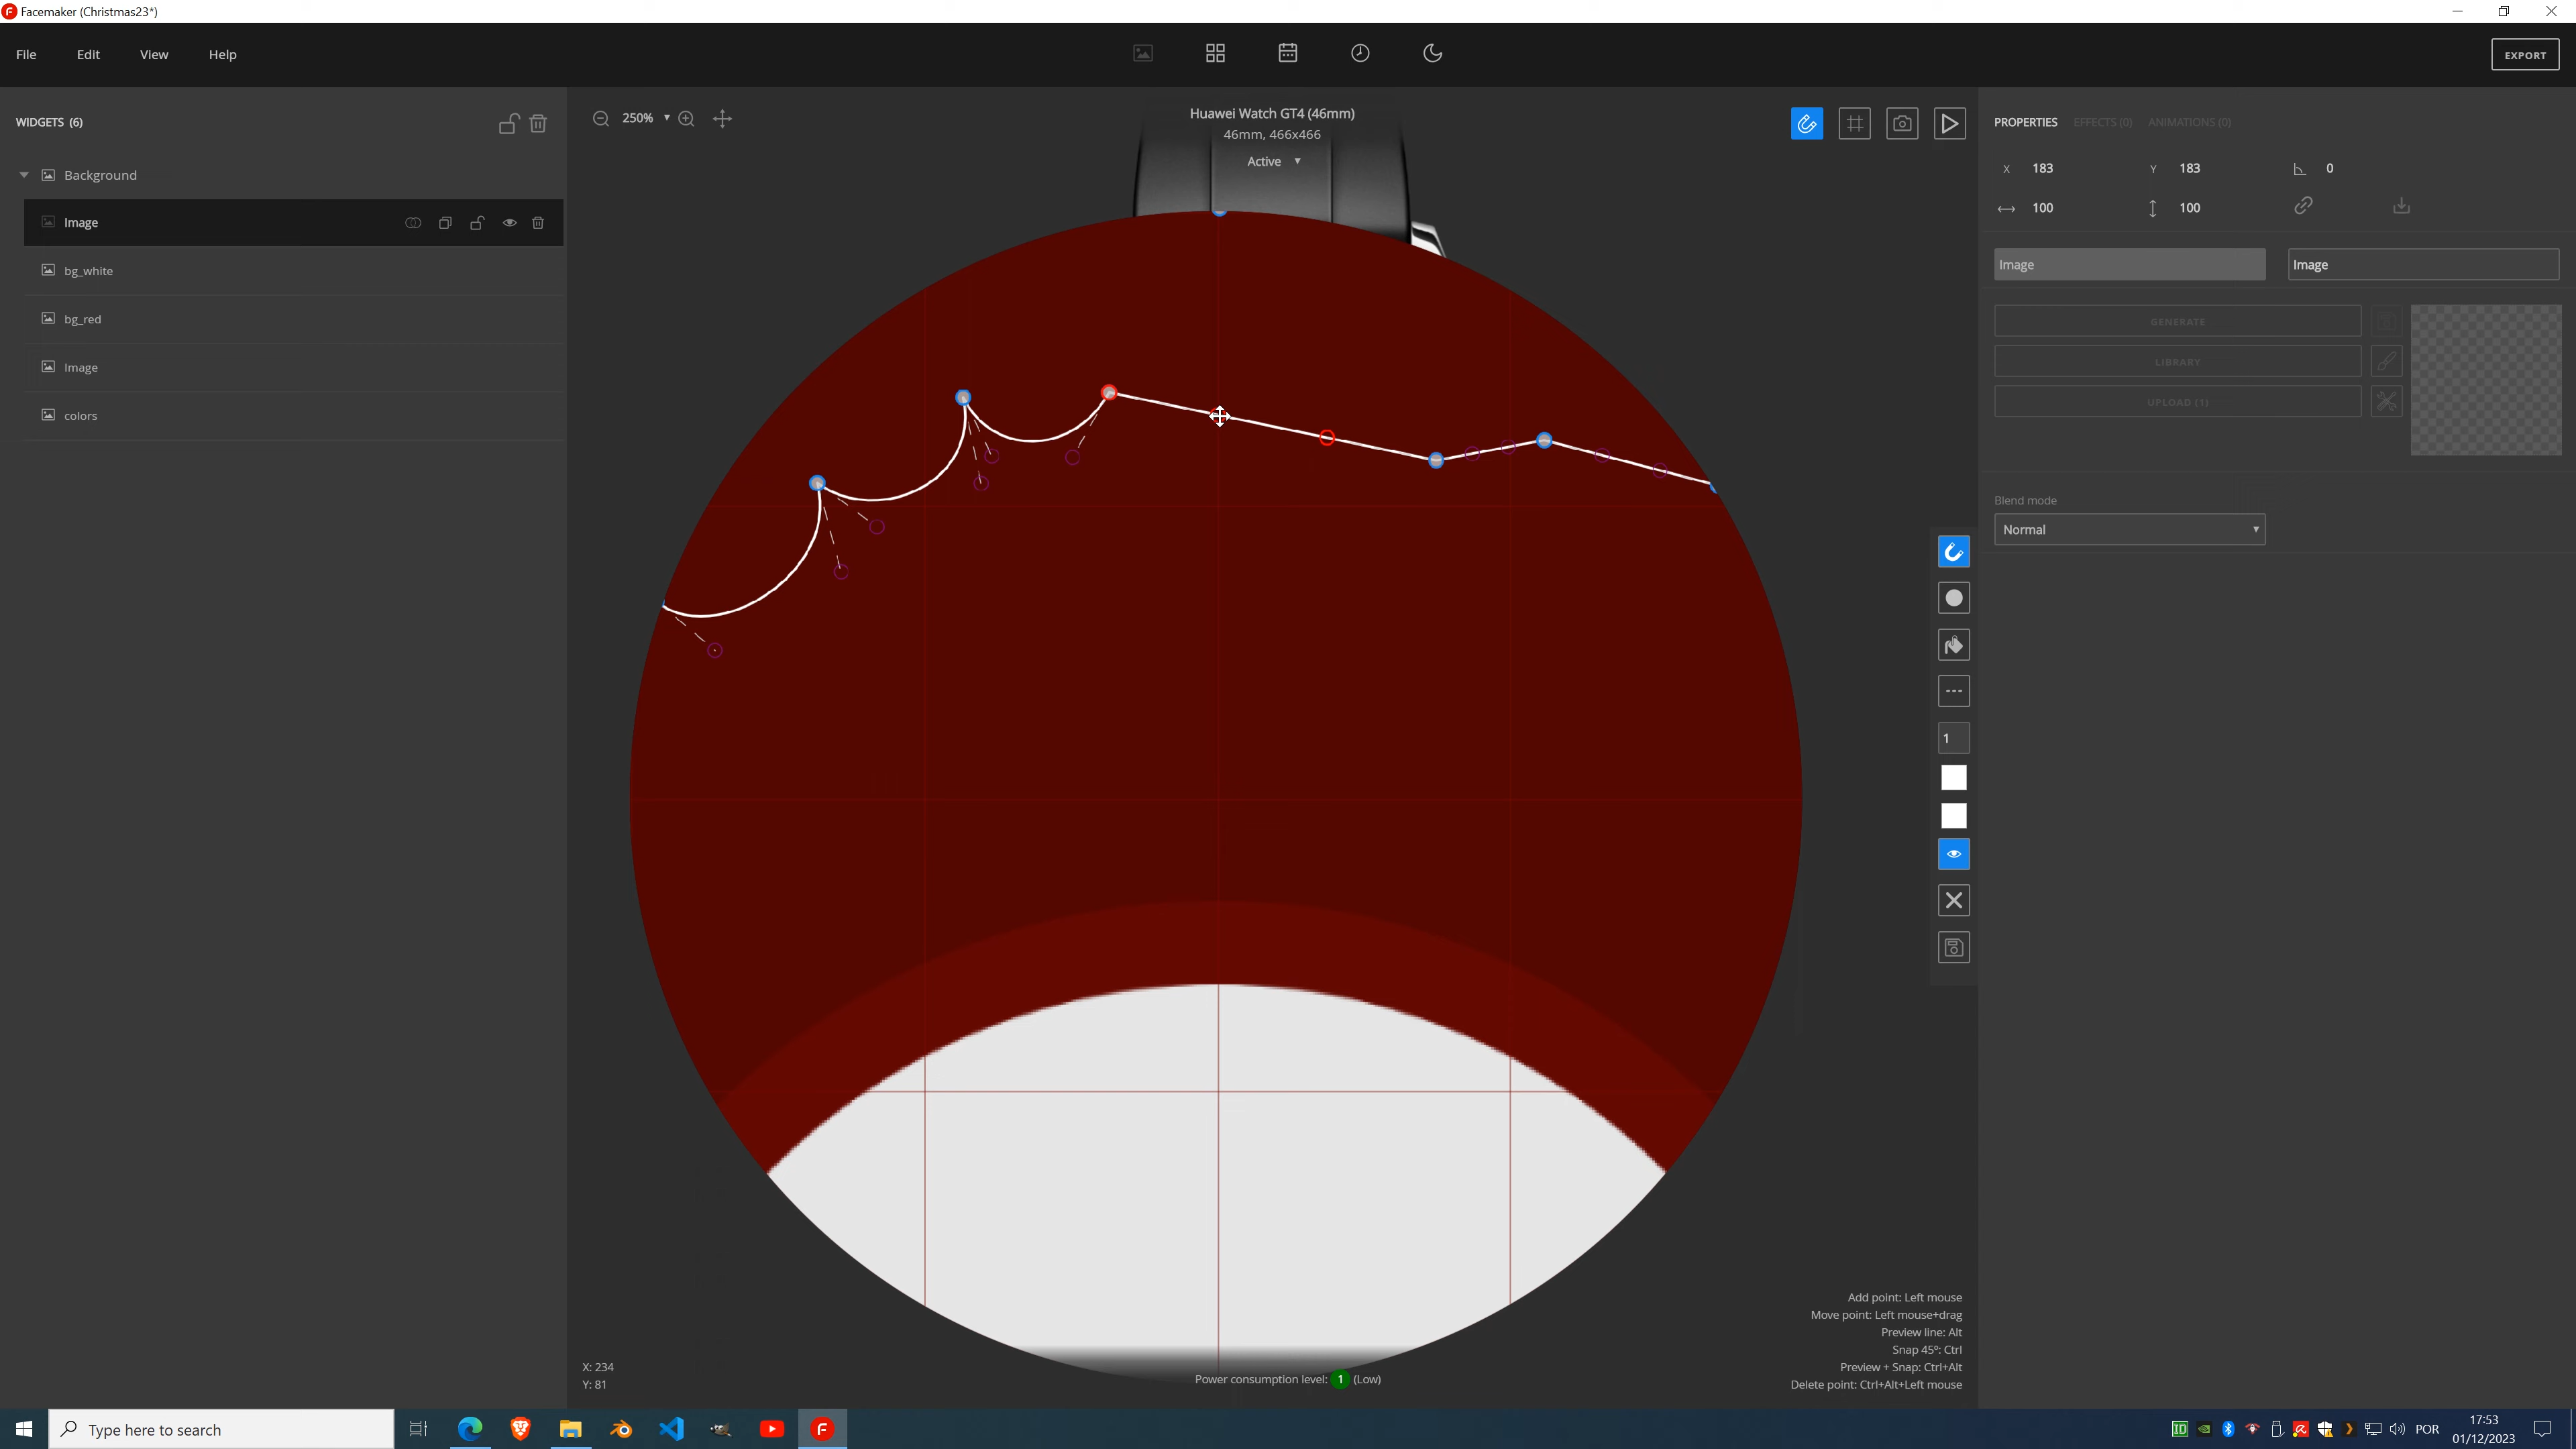 Facemaker (Christmas23*)
File Edit View Help
EXPORT
WIDGETS (6)
Background
Image
bg_white
bg_red
Image
colors
250%
Huawei Watch GT4 (46mm)
46mm, 466x466
Active
PROPERTIES EFFECTS (0) ANIMATIONS (0)
X 183 Y 183 0
100 100
Image Image
GENERATE
LIBRARY
UPLOAD (1)
Blend mode
Normal
1
Add point: Left mouse
Move point: Left mouse+drag
Preview line: Alt
Snap 45º: Ctrl
Preview + Snap: Ctrl+Alt
Delete point: Ctrl+Alt+Left mouse
X: 234
Y: 81
Power consumption level: 1 (Low)
Type here to search
ID
POR
17:53
01/12/2023